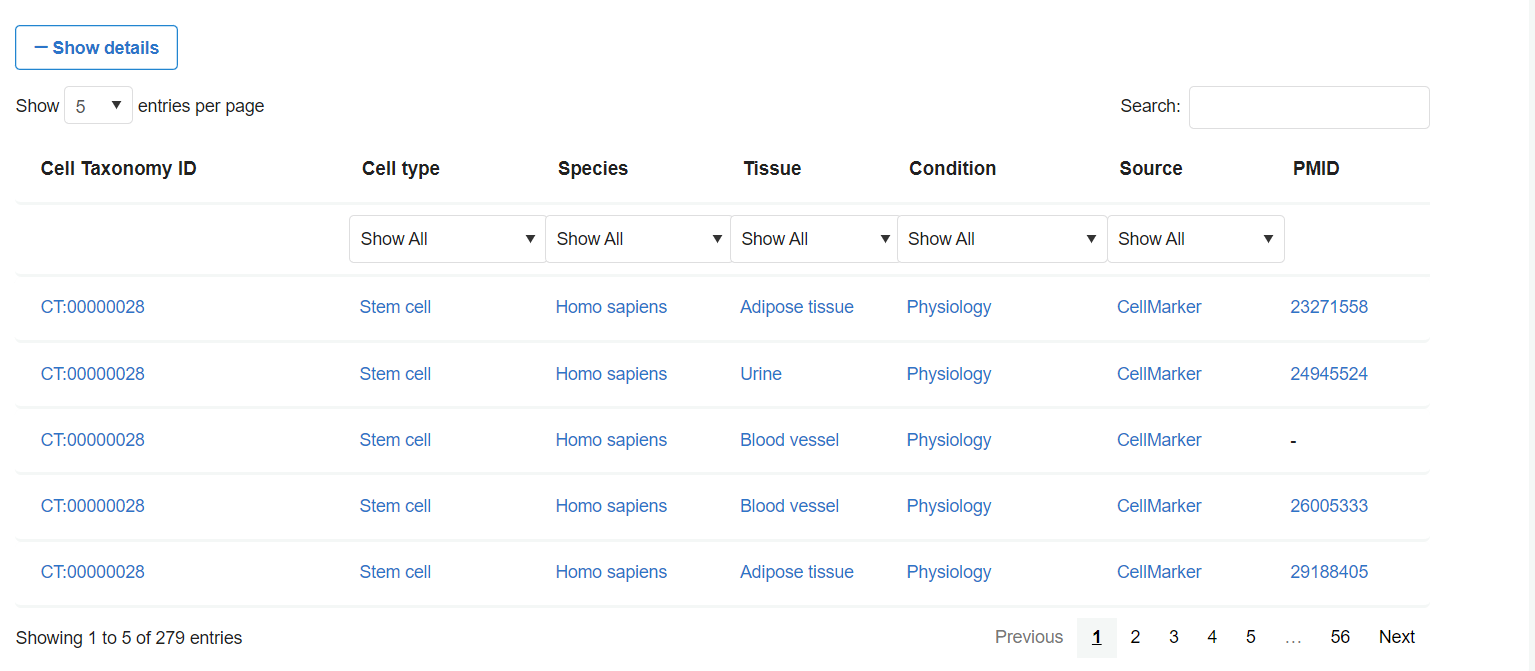 — Show details
Show 5 entries per page Search:
Cell Taxonomy ID Cell type Species Tissue Condition Source PMID
Show All Show All Show All Show All Show All
CT:00000028 Stem cell Homo sapiens Adipose tissue Physiology CellMarker 23271558
CT:00000028 Stem cell Homo sapiens Urine Physiology CellMarker 24945524
CT:00000028 Stem cell Homo sapiens Blood vessel Physiology CellMarker -
CT:00000028 Stem cell Homo sapiens Blood vessel Physiology CellMarker 26005333
CT:00000028 Stem cell Homo sapiens Adipose tissue Physiology CellMarker 29188405
Showing 1 to 5 of 279 entries Previous 1 2 3 4 5 … 56 Next